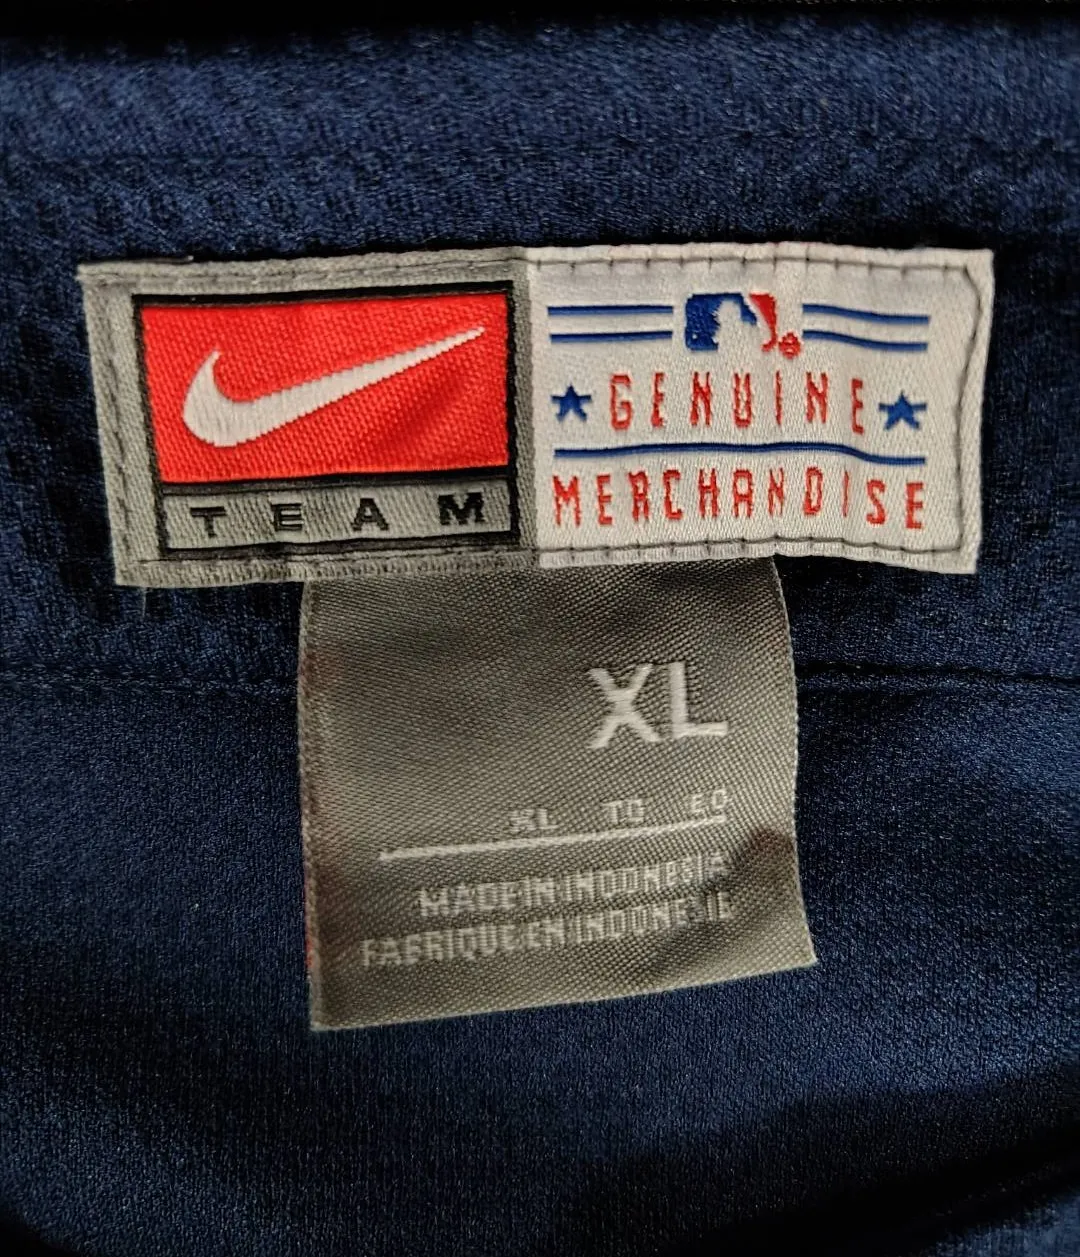 TEAM
GENUINE
MERCHANDISE
XL
XL TG EG
MADE IN INDONESIA
FABRIQUE EN INDONESIE